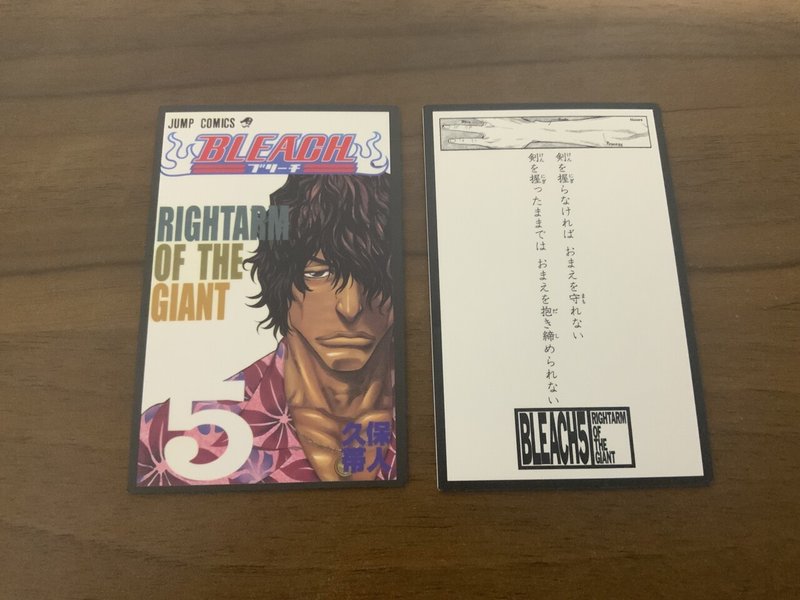 JUMP COMICS
BLEACH
ブリーチ
RIGHTARM
OF THE
GIANT
5
久保
帯人
剣を握らなければ おまえを守れない
剣を握ったままでは おまえを抱き締められない
BLEACH5
RIGHTARM
OF
THE
GIANT